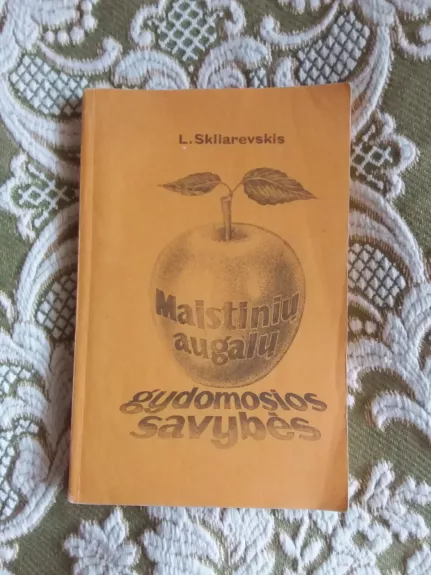 L. Skliarevskis
Maistinių
augalų
gydomosios
savybės